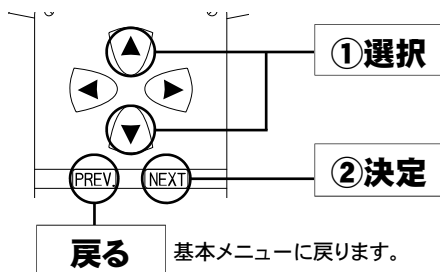 ①選択
PREV.
NEXT
②決定
戻る
基本メニューに戻ります。